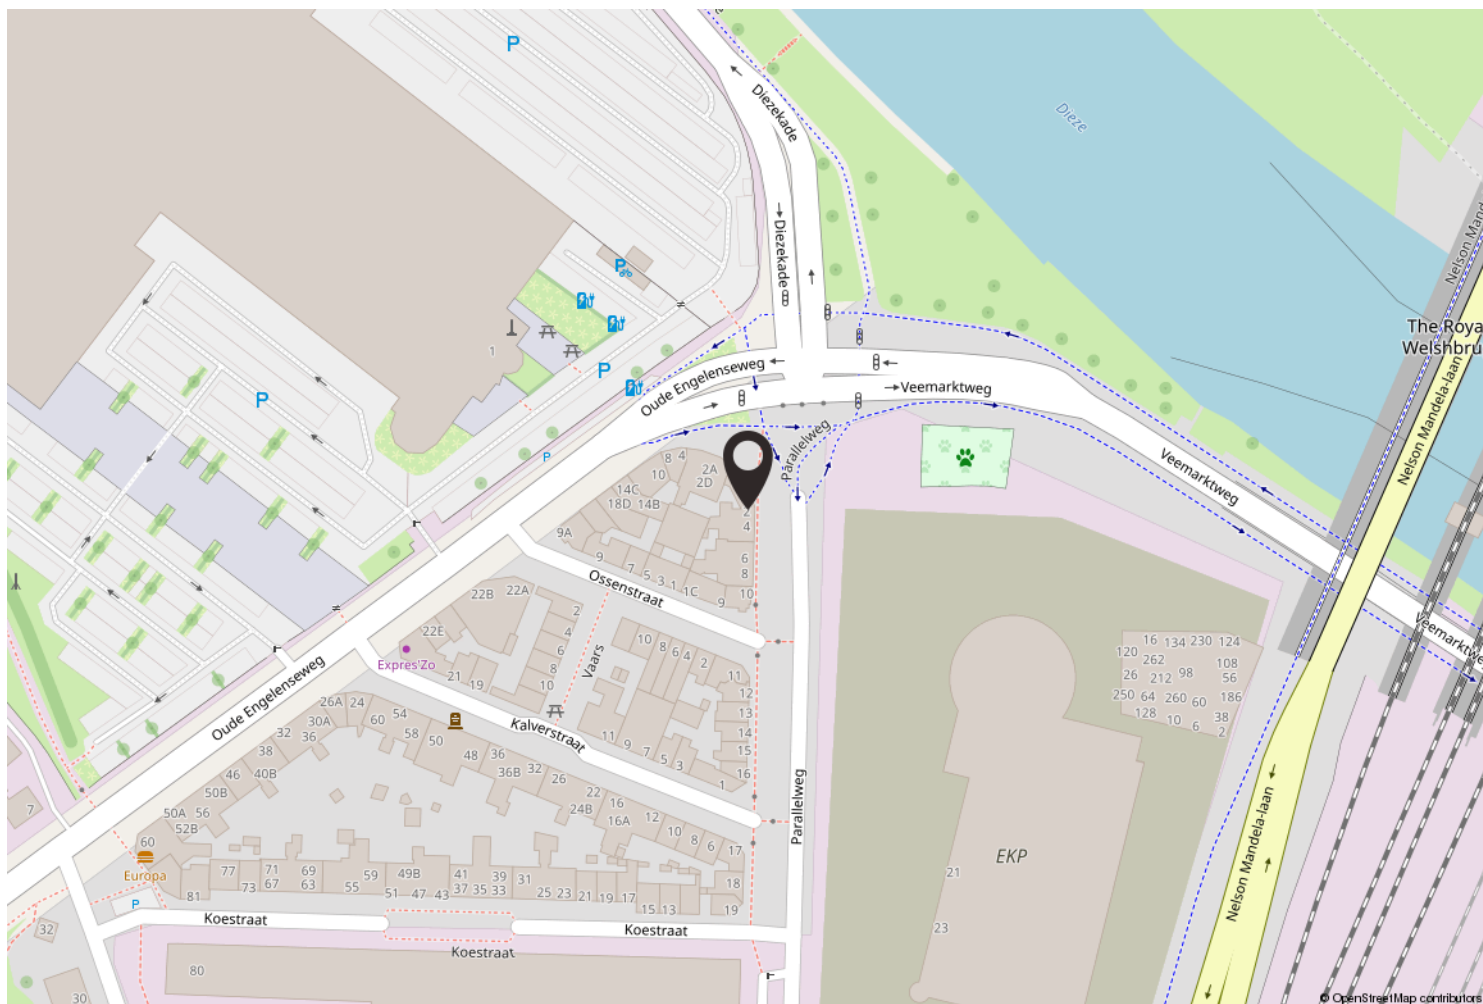 P
Diezekade
Dieze
Nelson Mand
P
Diezekade
The Roya
Welshbru
1
P
Oude Engelenseweg
Veemarktweg
Nelson Mandela-laan
P
Parallelweg
Veemarktweg
8 4
10
2A
2D
14C
18D 14B
2
4
9A
9
7 5 3 1 1C
6
8
10
9
Ossenstraat
22B 22A
2
4
6
8
10
22E
Expres'Zo
21 19
Vaars
10 8 6 4 2
11
12
13
14
15
16
Veemarktwe
16 134 230 124
120 262 108
26 212 98 56
250 64 260 60 186
128 10 6 38
2
Oude Engelenseweg
26A 24
30A
32 36
38
60 54
58 50
48 36
36B 32
26
22
24B 16
16A 12
10
8 6 17
Kalverstraat
11 9 7 5 3
1
46 40B
50B
50A 56
52B
60
7
Europa
Parallelweg
Nelson Mandela-laan
EKP
21
23
77
73
71
67
69
63
55
59
51
49B
47 43
41
37 35 33
39
31
25 23 21 19 17
15 13
18
19
81
P
32
Koestraat
Koestraat
Koestraat
80
30
© OpenStreetMap contributors